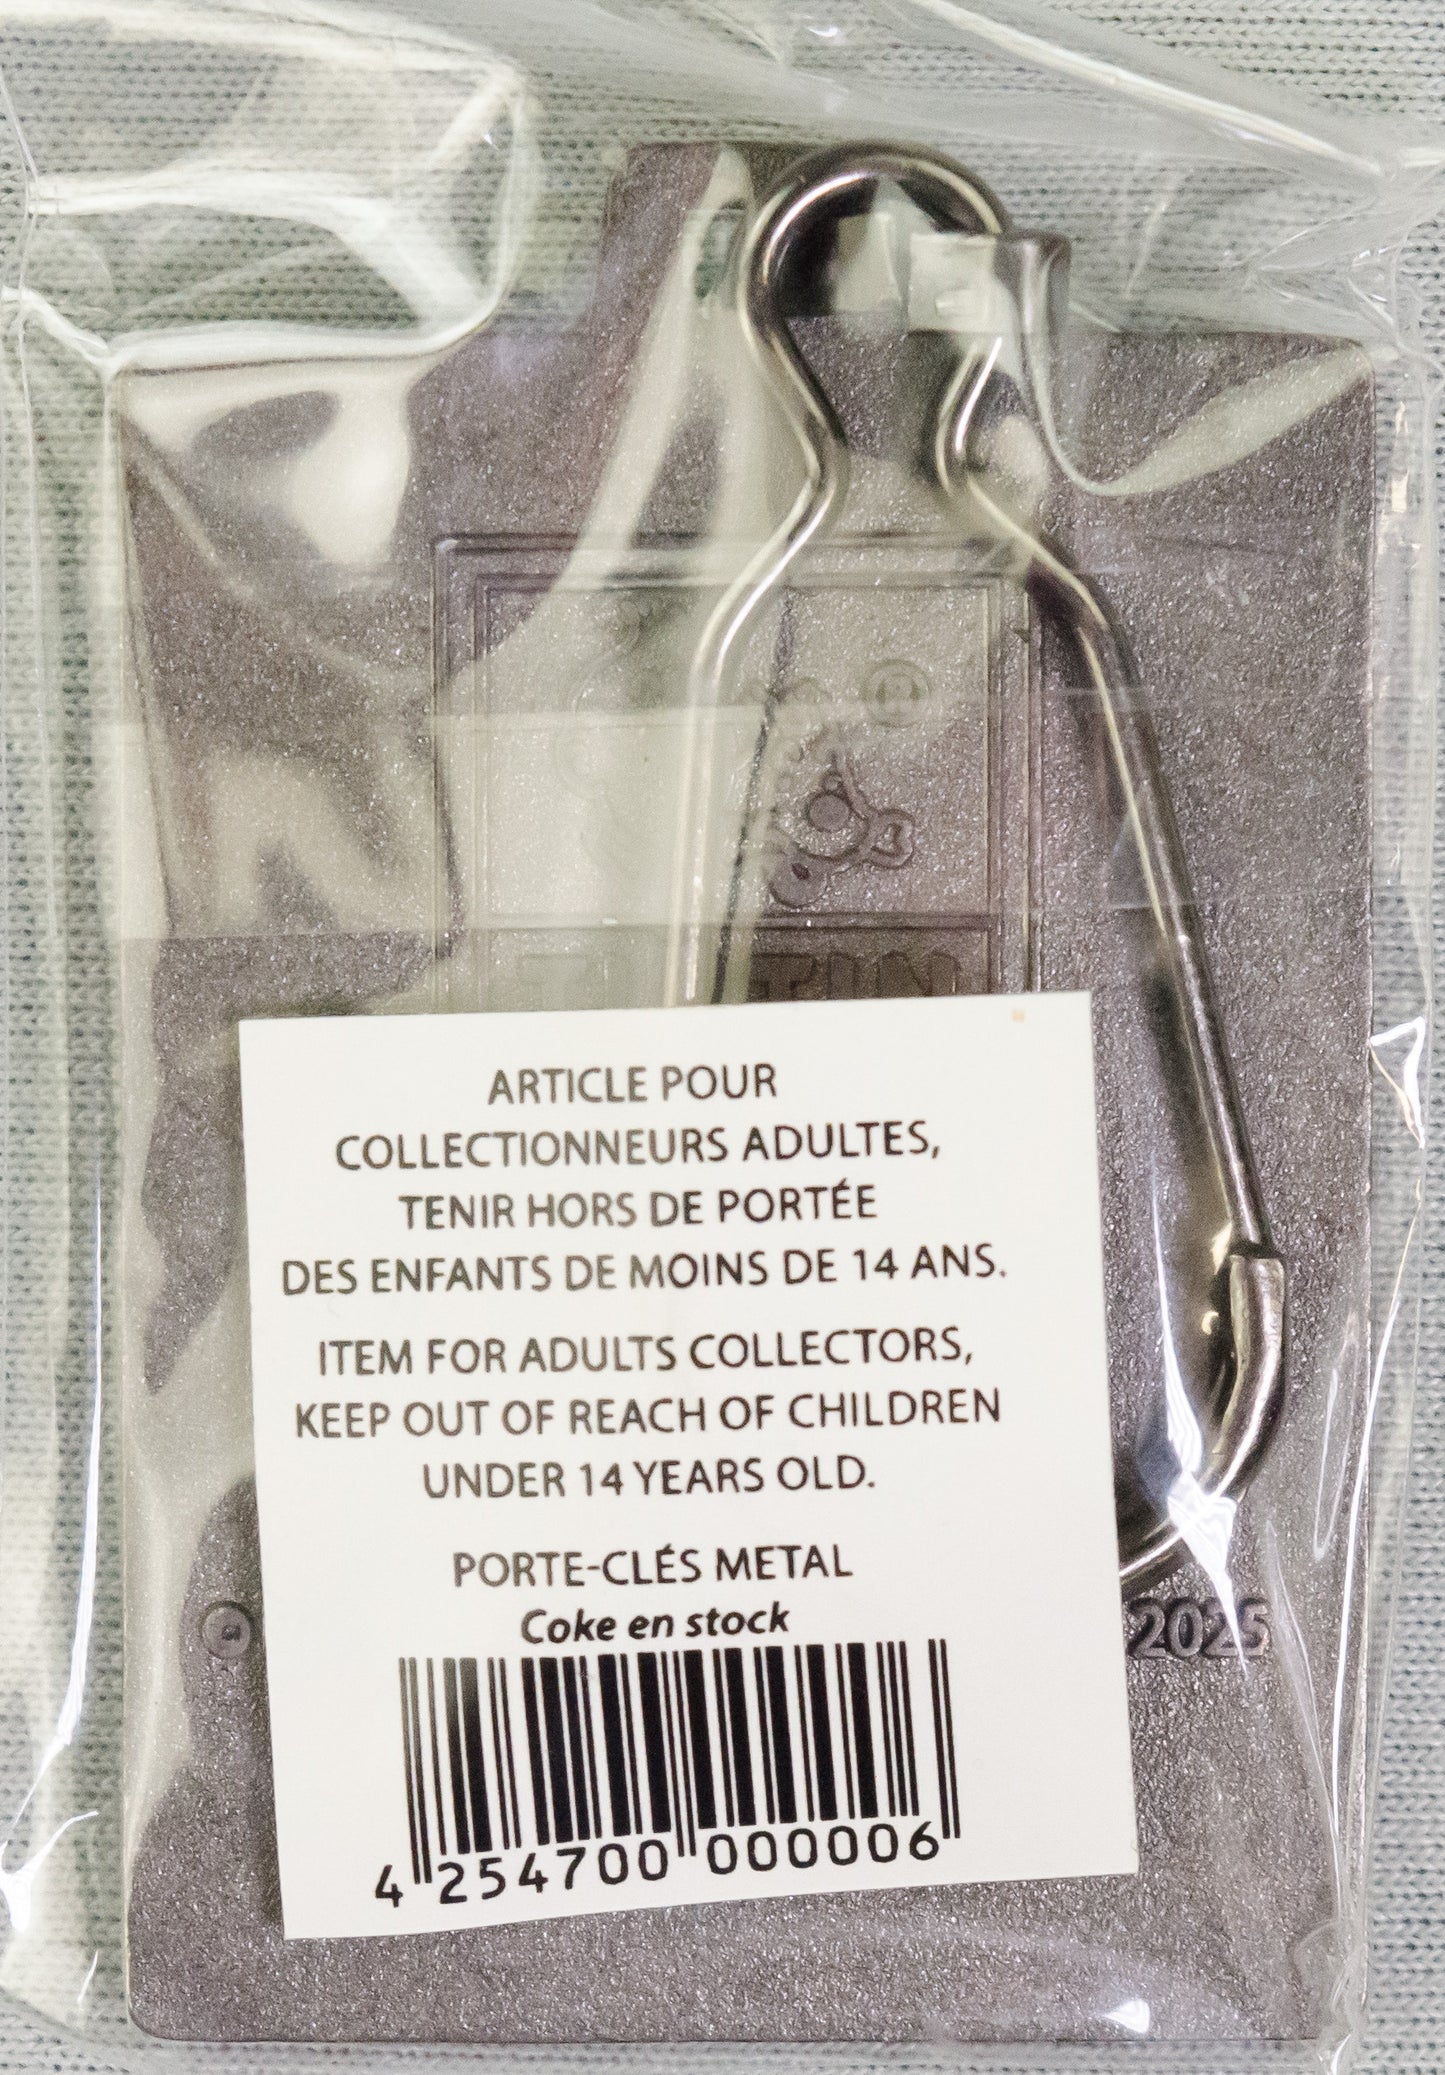 ®
TINTIN
ARTICLE POUR
COLLECTIONNEURS ADULTES,
TENIR HORS DE PORTÉE
DES ENFANTS DE MOINS DE 14 ANS.
ITEM FOR ADULTS COLLECTORS,
KEEP OUT OF REACH OF CHILDREN
UNDER 14 YEARS OLD.
PORTE-CLÉS METAL
Coke en stock
2025
4 254700 000006